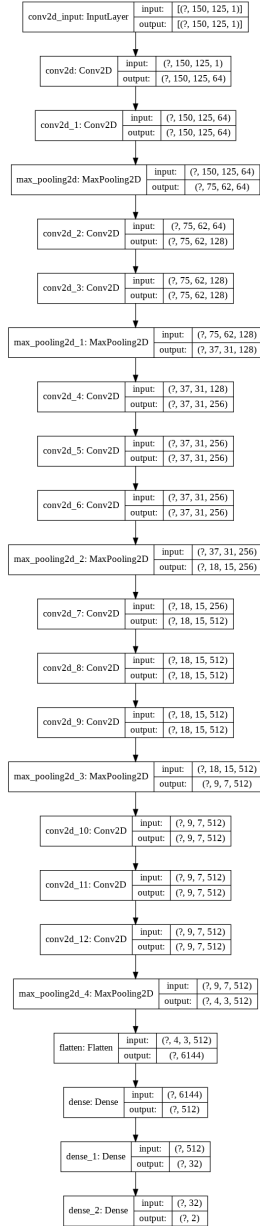 conv2d_input: InputLayer input: [(?, 150, 125, 1)]
output: [(?, 150, 125, 1)]
conv2d: Conv2D input: (?, 150, 125, 1)
output: (?, 150, 125, 64)
conv2d_1: Conv2D input: (?, 150, 125, 64)
output: (?, 150, 125, 64)
max_pooling2d: MaxPooling2D input: (?, 150, 125, 64)
output: (?, 75, 62, 64)
conv2d_2: Conv2D input: (?, 75, 62, 64)
output: (?, 75, 62, 128)
conv2d_3: Conv2D input: (?, 75, 62, 128)
output: (?, 75, 62, 128)
max_pooling2d_1: MaxPooling2D input: (?, 75, 62, 128)
output: (?, 37, 31, 128)
conv2d_4: Conv2D input: (?, 37, 31, 128)
output: (?, 37, 31, 256)
conv2d_5: Conv2D input: (?, 37, 31, 256)
output: (?, 37, 31, 256)
conv2d_6: Conv2D input: (?, 37, 31, 256)
output: (?, 37, 31, 256)
max_pooling2d_2: MaxPooling2D input: (?, 37, 31, 256)
output: (?, 18, 15, 256)
conv2d_7: Conv2D input: (?, 18, 15, 256)
output: (?, 18, 15, 512)
conv2d_8: Conv2D input: (?, 18, 15, 512)
output: (?, 18, 15, 512)
conv2d_9: Conv2D input: (?, 18, 15, 512)
output: (?, 18, 15, 512)
max_pooling2d_3: MaxPooling2D input: (?, 18, 15, 512)
output: (?, 9, 7, 512)
conv2d_10: Conv2D input: (?, 9, 7, 512)
output: (?, 9, 7, 512)
conv2d_11: Conv2D input: (?, 9, 7, 512)
output: (?, 9, 7, 512)
conv2d_12: Conv2D input: (?, 9, 7, 512)
output: (?, 9, 7, 512)
max_pooling2d_4: MaxPooling2D input: (?, 9, 7, 512)
output: (?, 4, 3, 512)
flatten: Flatten input: (?, 4, 3, 512)
output: (?, 6144)
dense: Dense input: (?, 6144)
output: (?, 512)
dense_1: Dense input: (?, 512)
output: (?, 32)
dense_2: Dense input: (?, 32)
output: (?, 2)